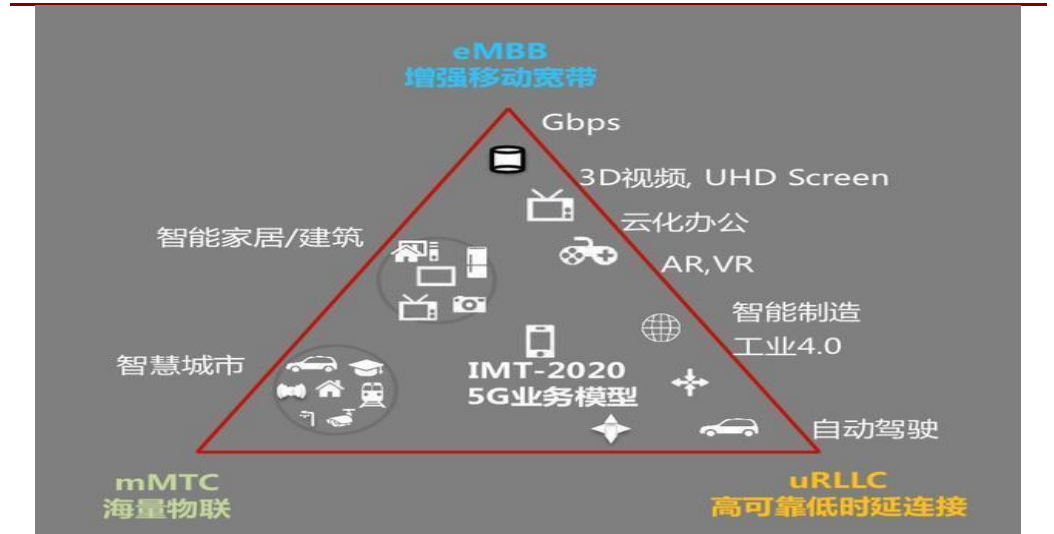 eMBB
增强移动宽带
Gbps
3D视频, UHD Screen
云化办公
智能家居/建筑
AR,VR
智能制造
工业4.0
智慧城市
IMT-2020
5G业务模型
自动驾驶
mMTC
海量物联
uRLLC
高可靠低时延连接